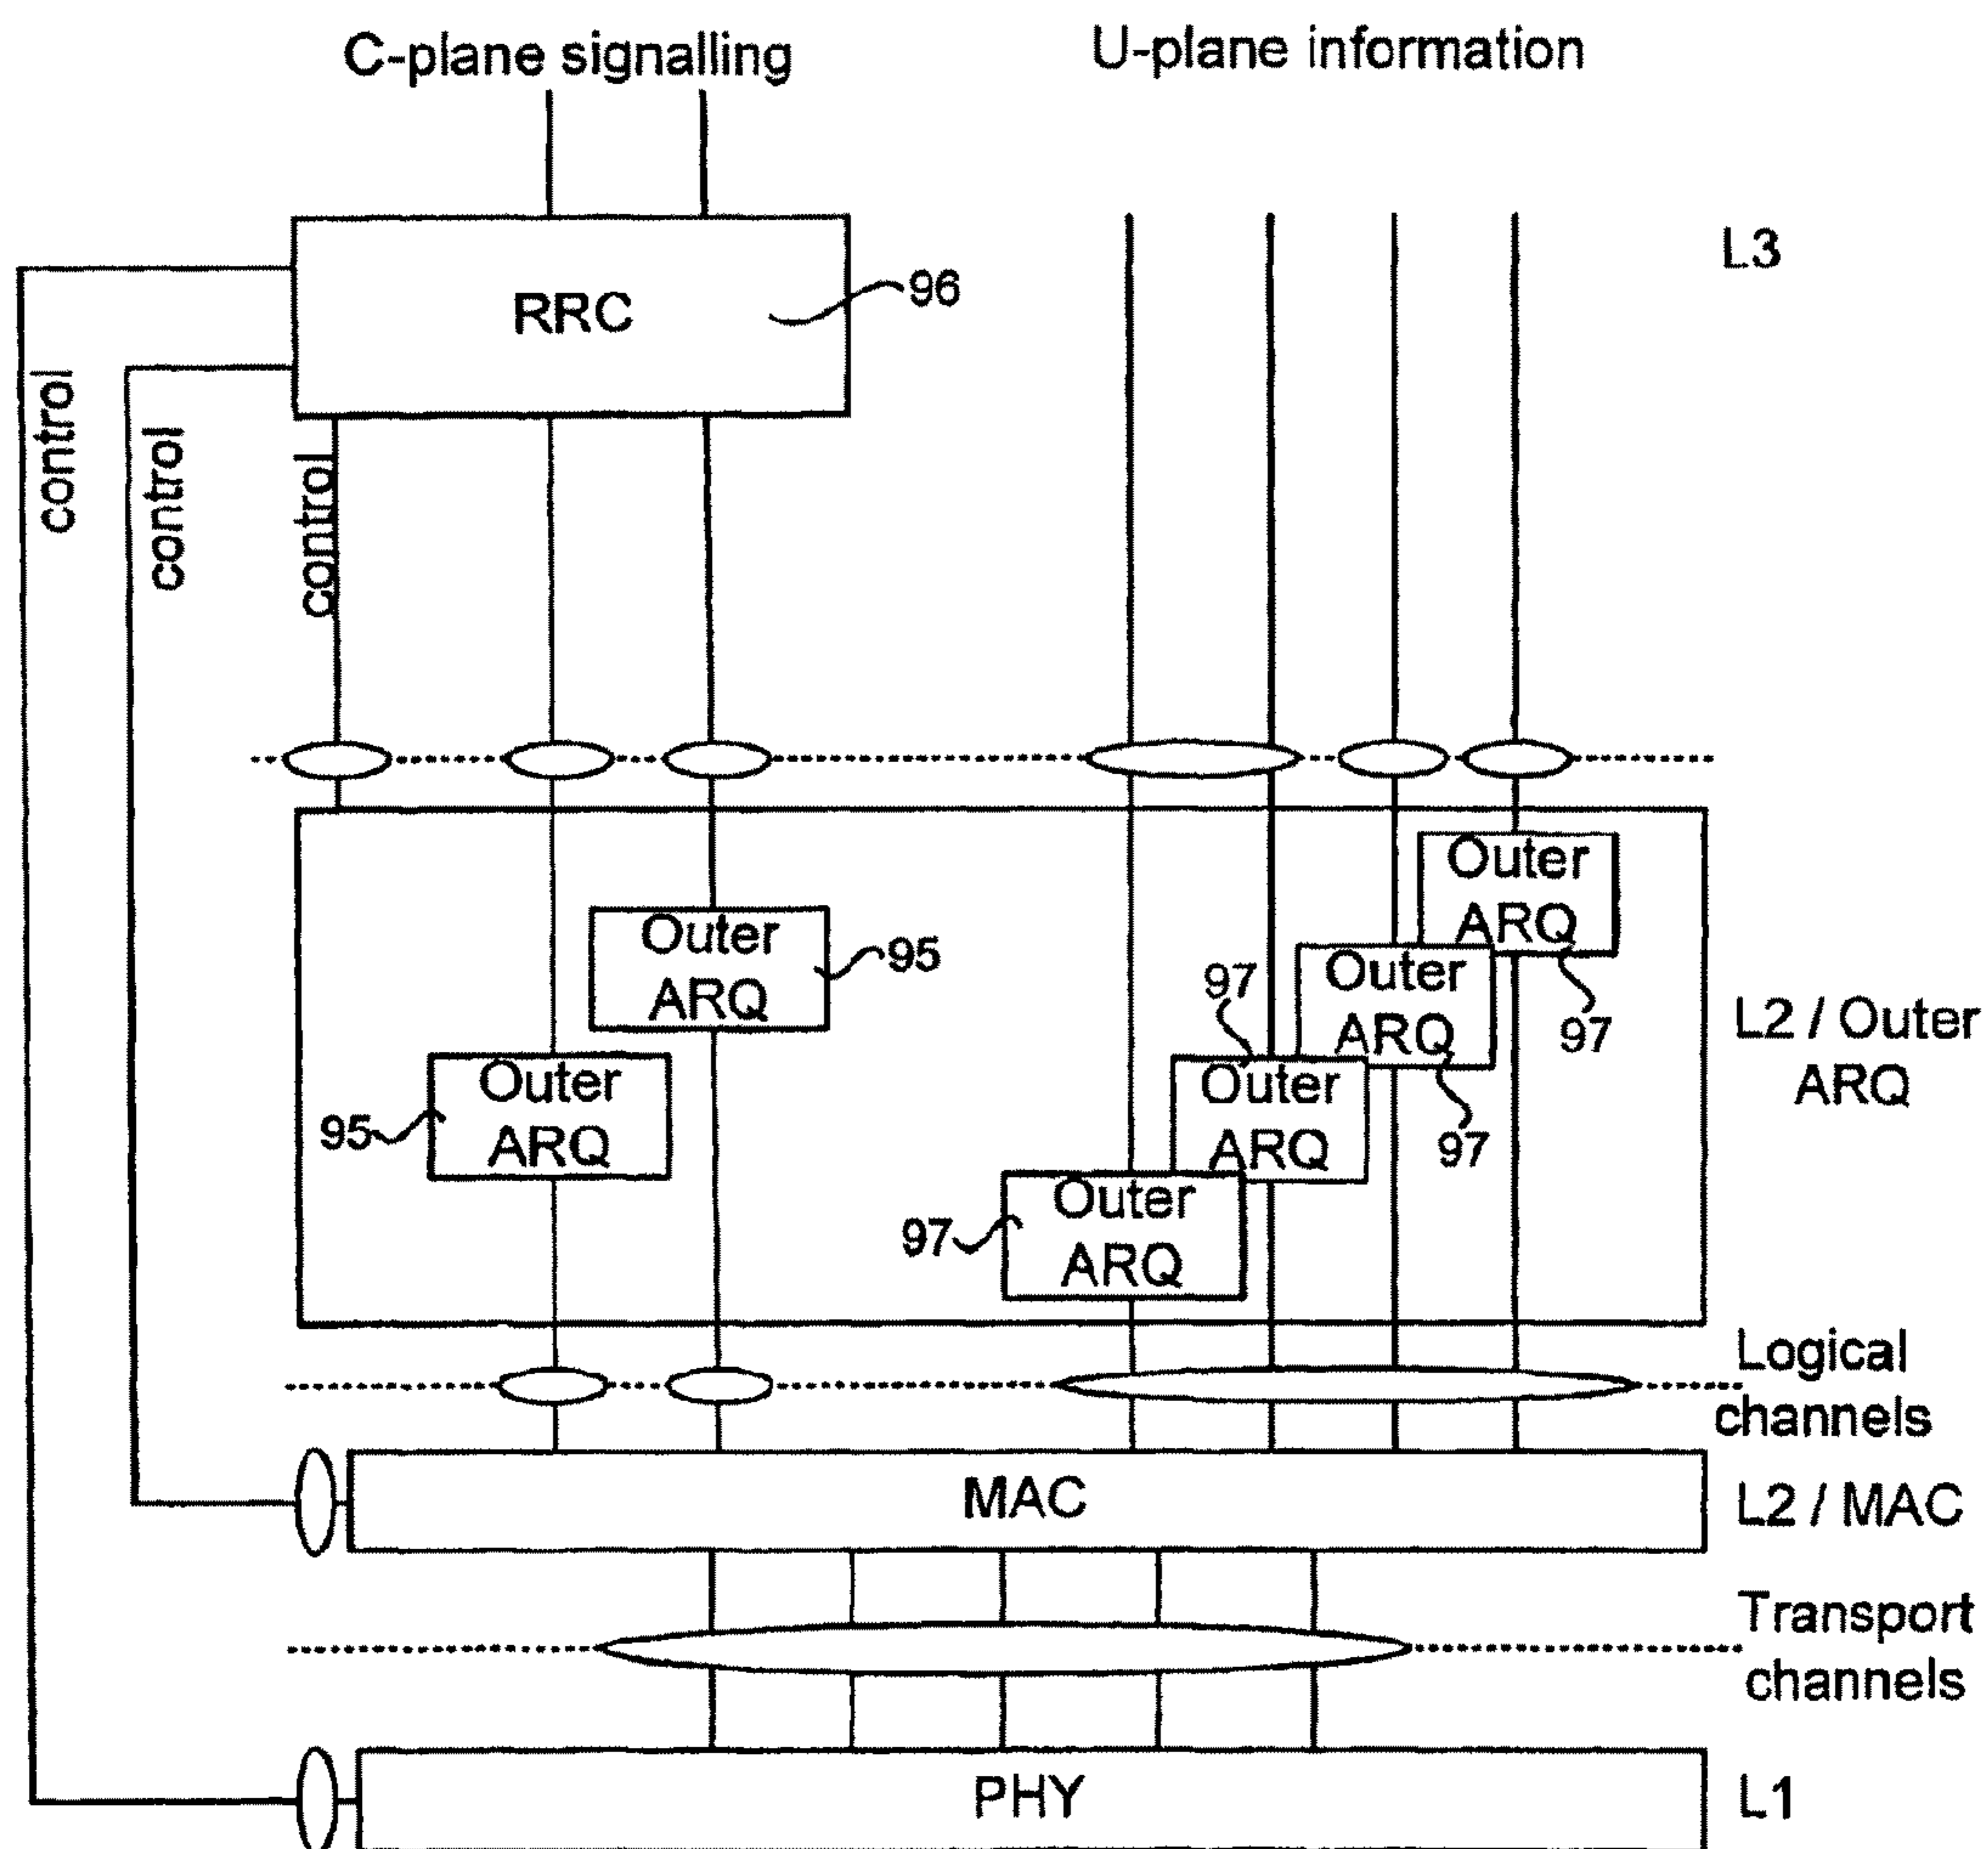 C-plane signalling
U-plane information
L3
RRC
96
control
control
control
Outer
ARQ
97
Outer
ARQ
95
Outer
ARQ
97
97
Outer
ARQ
L2 / Outer
ARQ
Outer
ARQ
95
Outer
ARQ
97
Logical
channels
MAC
L2 / MAC
Transport
channels
PHY
L1